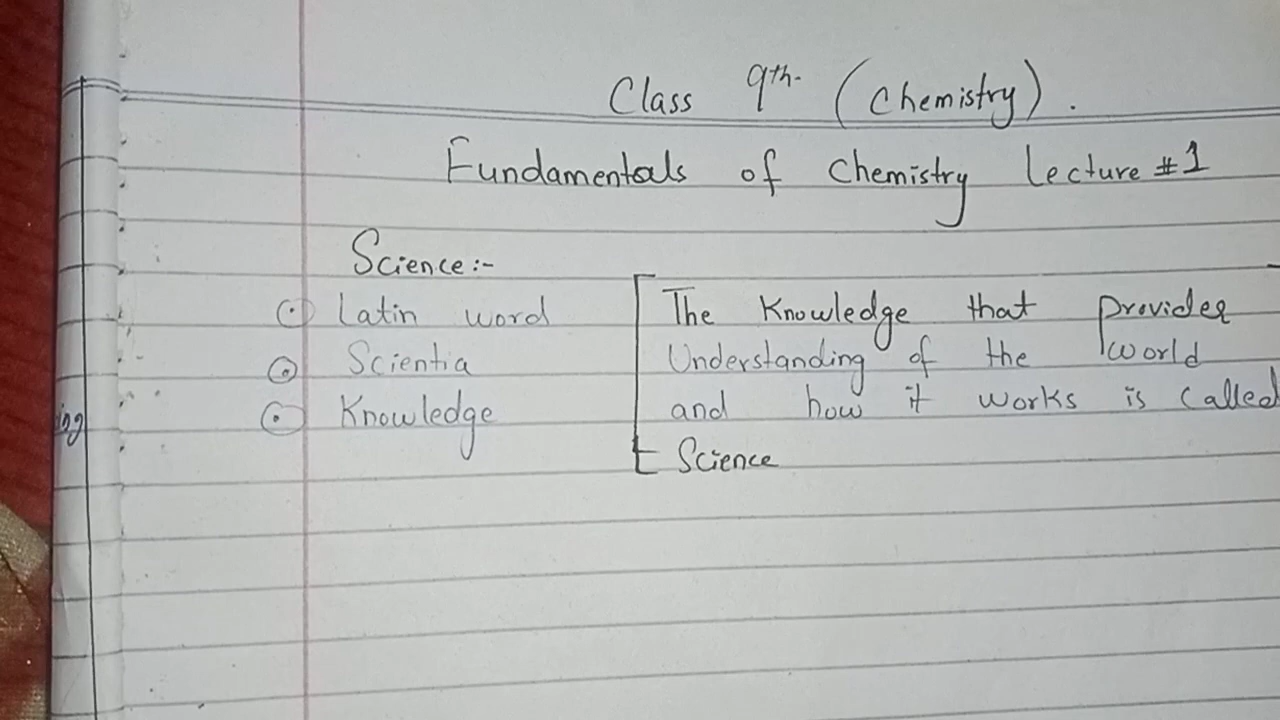 Class 9th. (Chemistry).
Fundamentals of Chemistry Lecture #1
Science:-
Latin word
Scientia
Knowledge
The Knowledge that provides
Understanding of the world
and how it works is called
Science